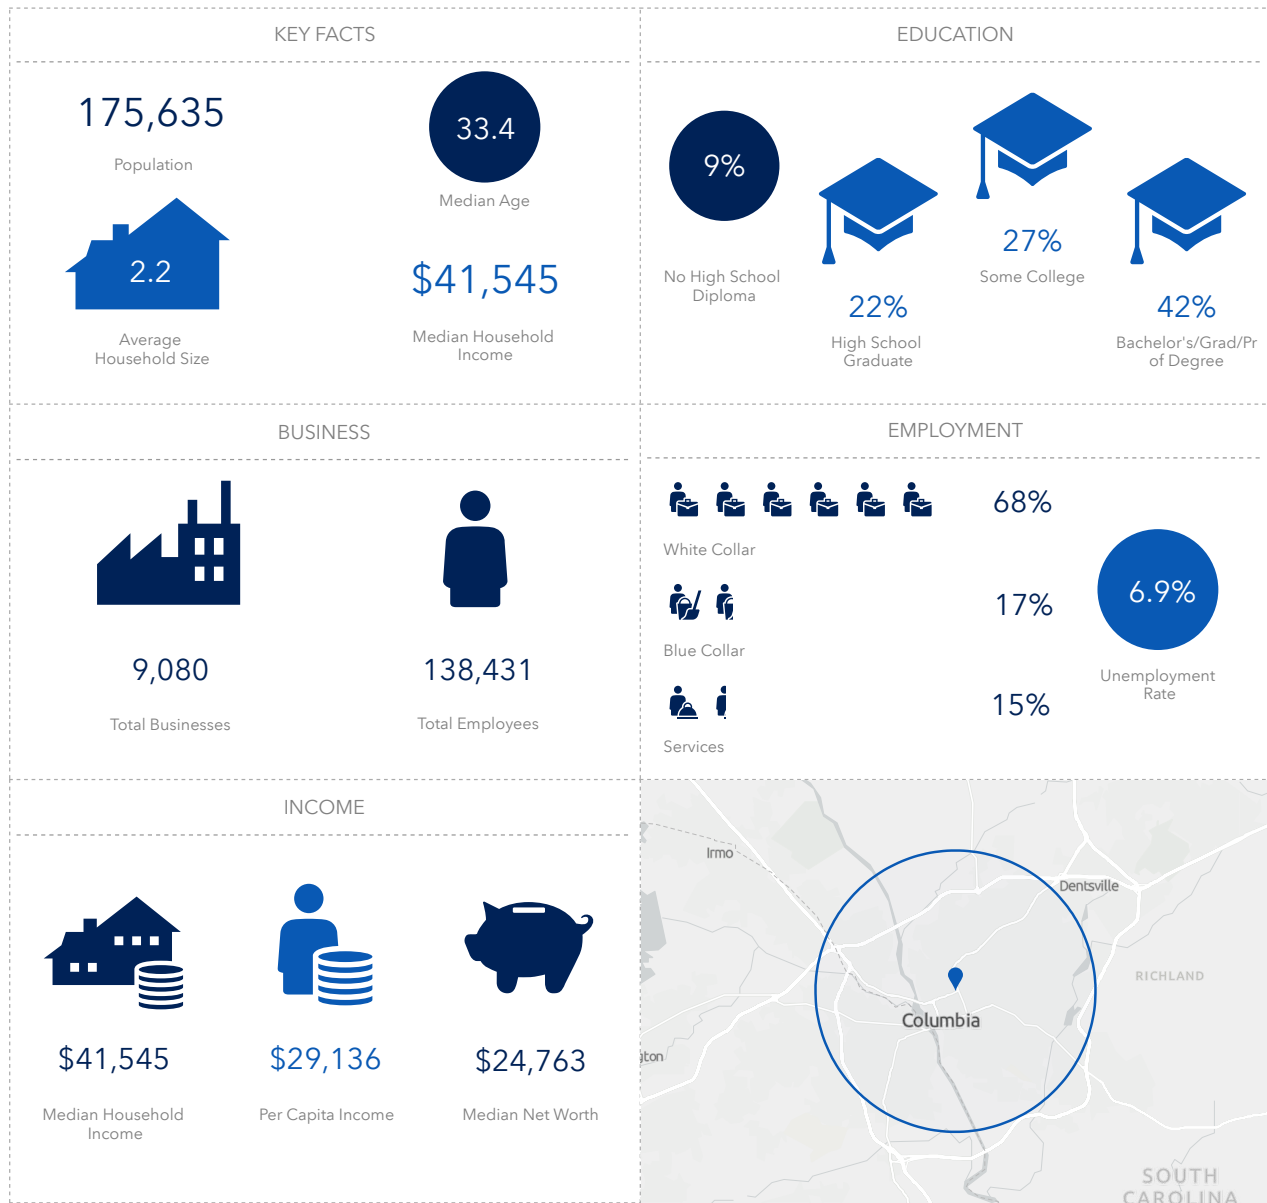 KEY FACTS
175,635
Population
33.4
Median Age
2.2
Average
Household Size
$41,545
Median Household
Income
EDUCATION
9%
No High School
Diploma
22%
High School
Graduate
27%
Some College
42%
Bachelor's/Grad/Pr
of Degree
BUSINESS
9,080
Total Businesses
138,431
Total Employees
EMPLOYMENT
68%
White Collar
17%
Blue Collar
15%
Services
6.9%
Unemployment
Rate
INCOME
$41,545
Median Household
Income
$29,136
Per Capita Income
$24,763
Median Net Worth
Irmo
Dentsville
RICHLAND
Columbia
gton
SOUTH
CAROLINA